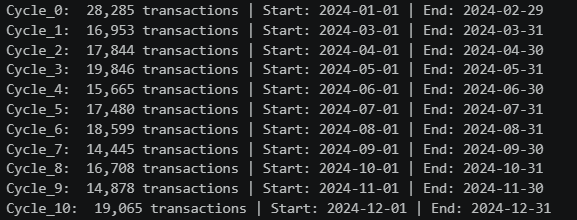 Cycle_0:  28,285 transactions | Start: 2024-01-01 | End: 2024-02-29
Cycle_1:  16,953 transactions | Start: 2024-03-01 | End: 2024-03-31
Cycle_2:  17,844 transactions | Start: 2024-04-01 | End: 2024-04-30
Cycle_3:  19,846 transactions | Start: 2024-05-01 | End: 2024-05-31
Cycle_4:  15,665 transactions | Start: 2024-06-01 | End: 2024-06-30
Cycle_5:  17,480 transactions | Start: 2024-07-01 | End: 2024-07-31
Cycle_6:  18,599 transactions | Start: 2024-08-01 | End: 2024-08-31
Cycle_7:  14,445 transactions | Start: 2024-09-01 | End: 2024-09-30
Cycle_8:  16,708 transactions | Start: 2024-10-01 | End: 2024-10-31
Cycle_9:  14,878 transactions | Start: 2024-11-01 | End: 2024-11-30
Cycle_10:  19,065 transactions | Start: 2024-12-01 | End: 2024-12-31